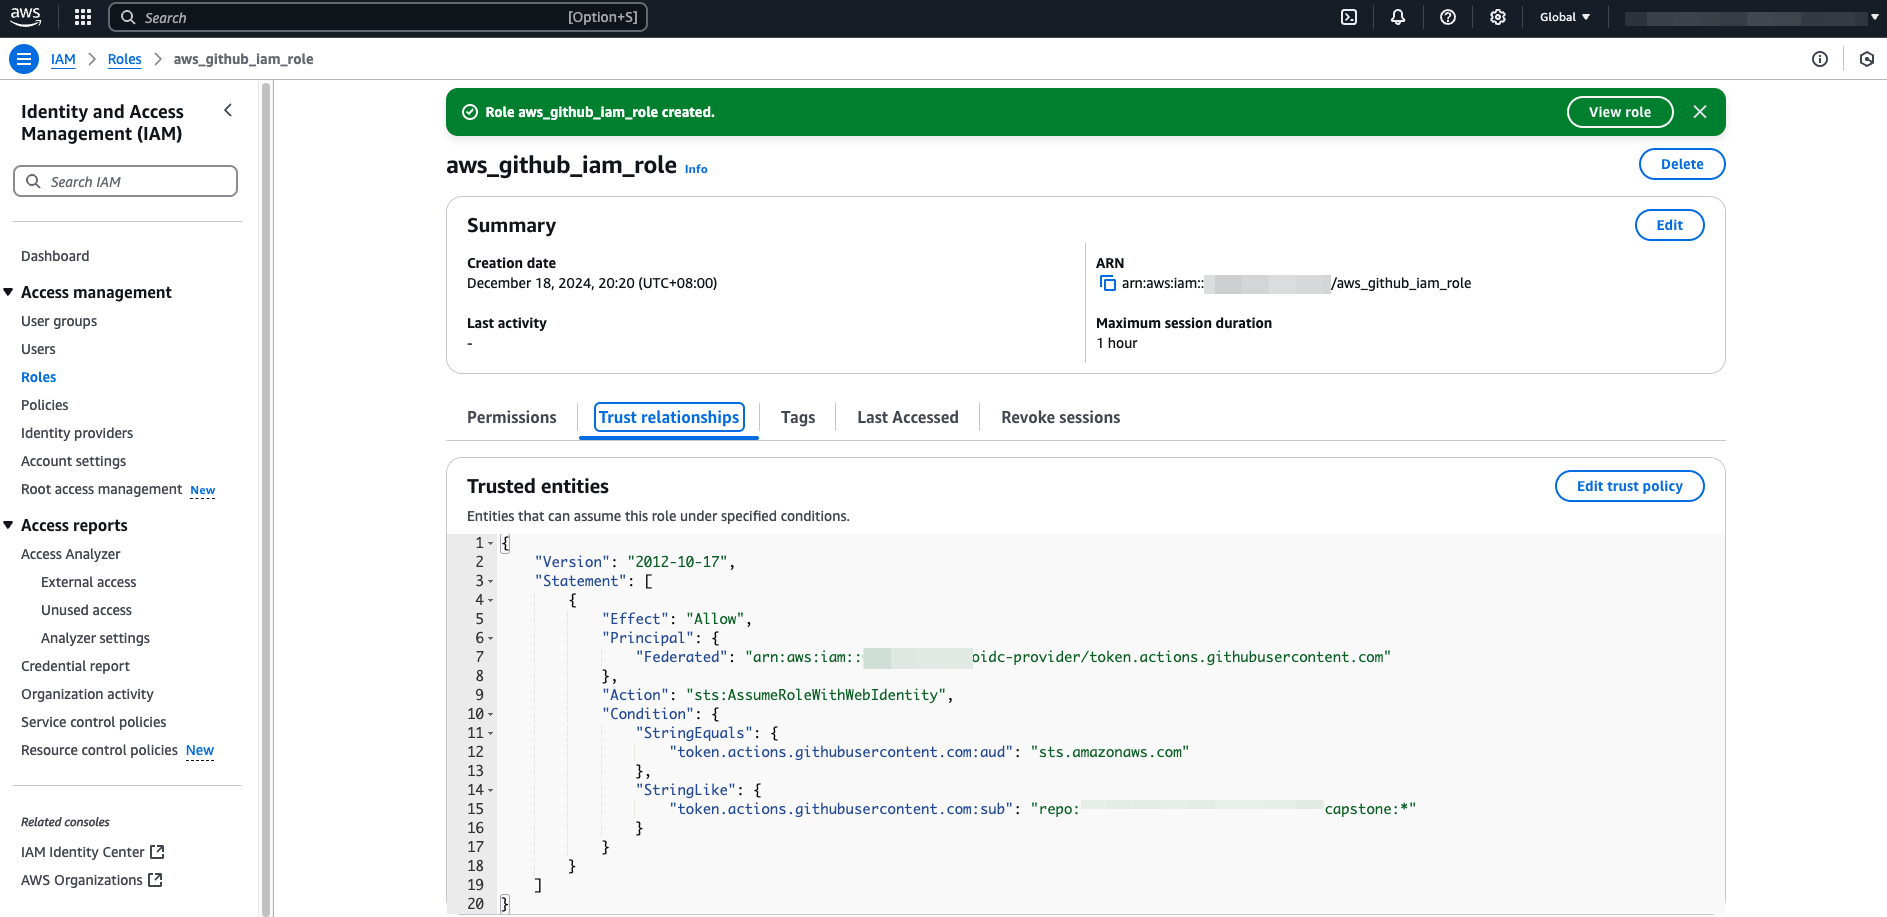 aws
Search [Option+S]
Global
IAM > Roles > aws_github_iam_role
Identity and Access
Management (IAM)
Search IAM
Dashboard
Access management
User groups
Users
Roles
Policies
Identity providers
Account settings
Root access management New
Access reports
Access Analyzer
External access
Unused access
Analyzer settings
Credential report
Organization activity
Service control policies
Resource control policies New
Related consoles
IAM Identity Center
AWS Organizations
Role aws_github_iam_role created.
View role
aws_github_iam_role Info
Delete
Summary
Edit
Creation date
December 18, 2024, 20:20 (UTC+08:00)
Last activity
-
ARN
arn:aws:iam:: /aws_github_iam_role
Maximum session duration
1 hour
Permissions
Trust relationships
Tags
Last Accessed
Revoke sessions
Trusted entities
Edit trust policy
Entities that can assume this role under specified conditions.
1 {
2 "Version": "2012-10-17",
3 "Statement": [
4 {
5 "Effect": "Allow",
6 "Principal": {
7 "Federated": "arn:aws:iam:: oidc-provider/token.actions.githubusercontent.com"
8 },
9 "Action": "sts:AssumeRoleWithWebIdentity",
10 "Condition": {
11 "StringEquals": {
12 "token.actions.githubusercontent.com:aud": "sts.amazonaws.com"
13 },
14 "StringLike": {
15 "token.actions.githubusercontent.com:sub": "repo: capstone:*"
16 }
17 }
18 }
19 ]
20 }